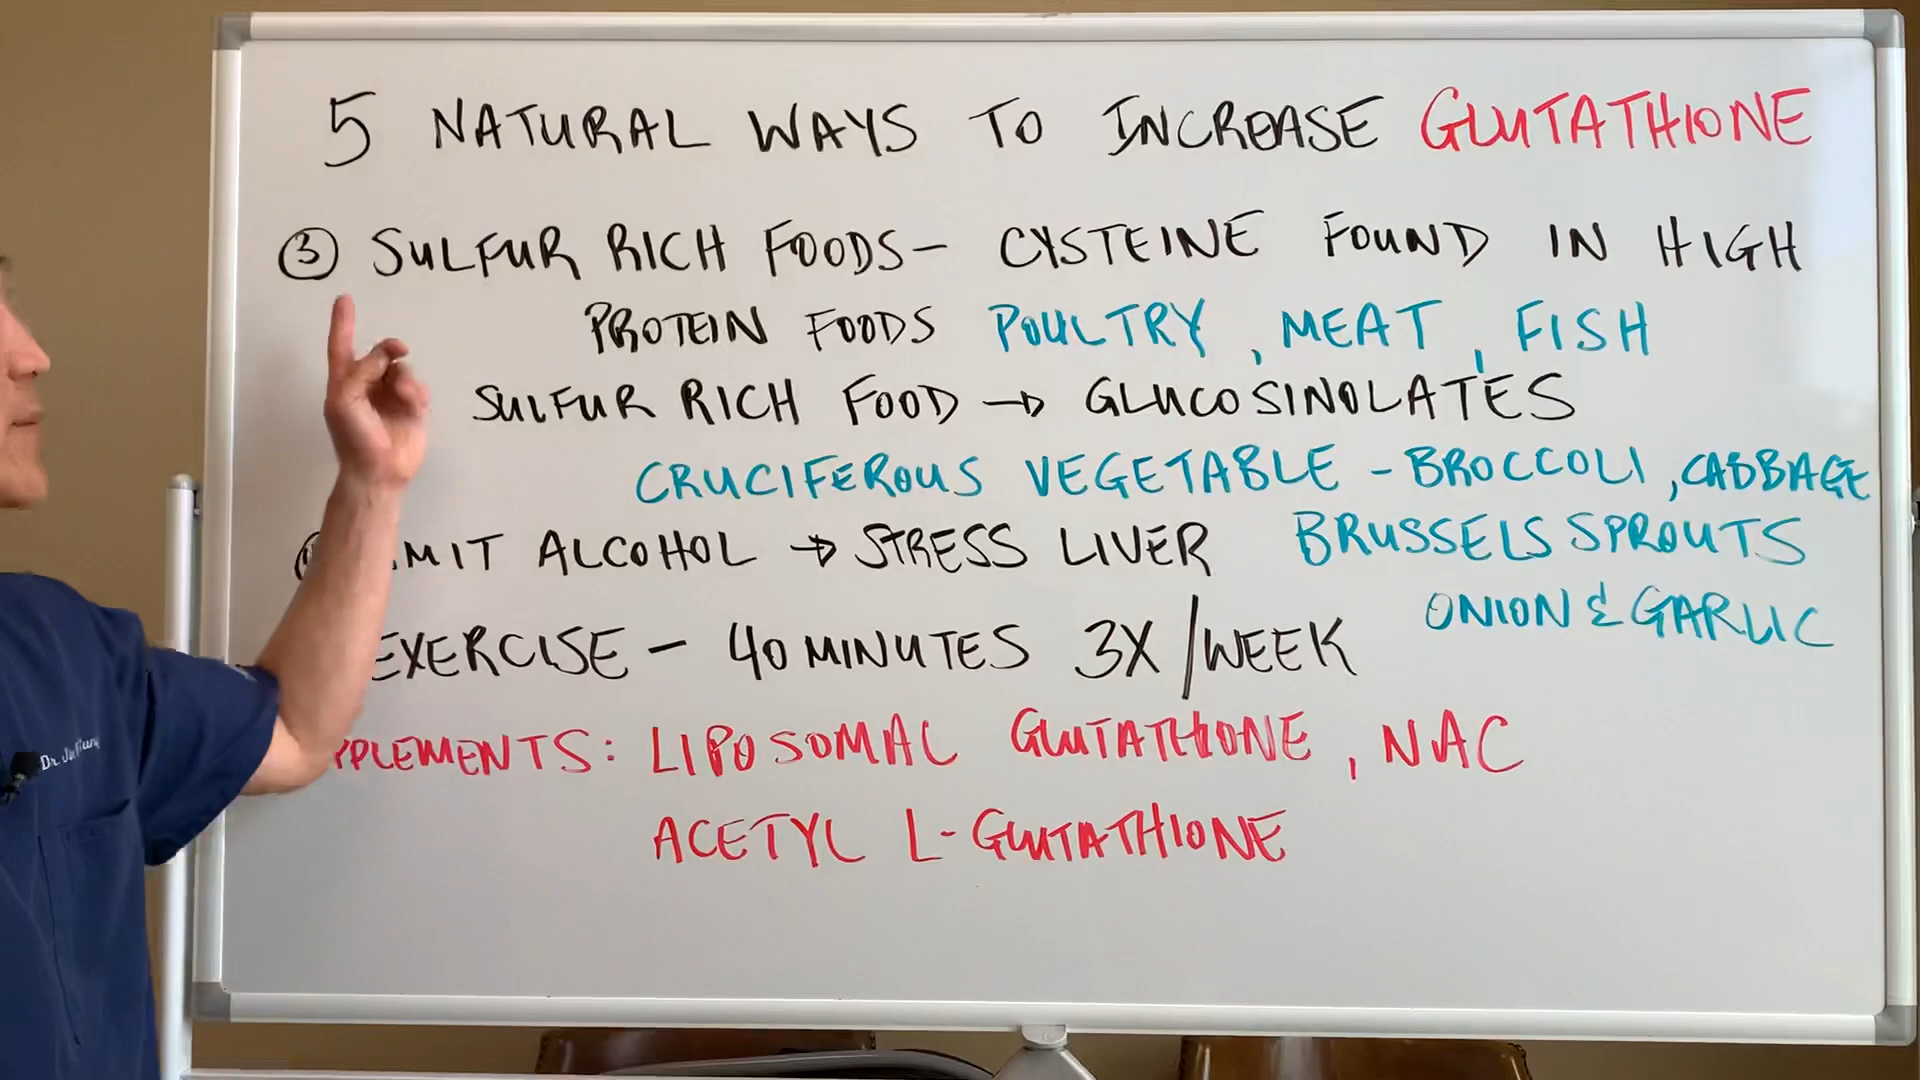 5 NATURAL WAYS TO INCREASE GLUTATHIONE
③ SULFUR RICH FOODS- CYSTEINE FOUND IN HIGH
PROTEIN FOODS POULTRY, MEAT, FISH
SULFUR RICH FOOD → GLUCOSINOLATES
CRUCIFEROUS VEGETABLE - BROCCOLI, CABBAGE
BRUSSELS SPROUTS
ONION & GARLIC
MIT ALCOHOL → STRESS LIVER
EXERCISE - 40 MINUTES 3X/WEEK
PPLEMENTS: LIPOSOMAL GLUTATHIONE, NAC
ACETYL L-GLUTATHIONE
Dr.